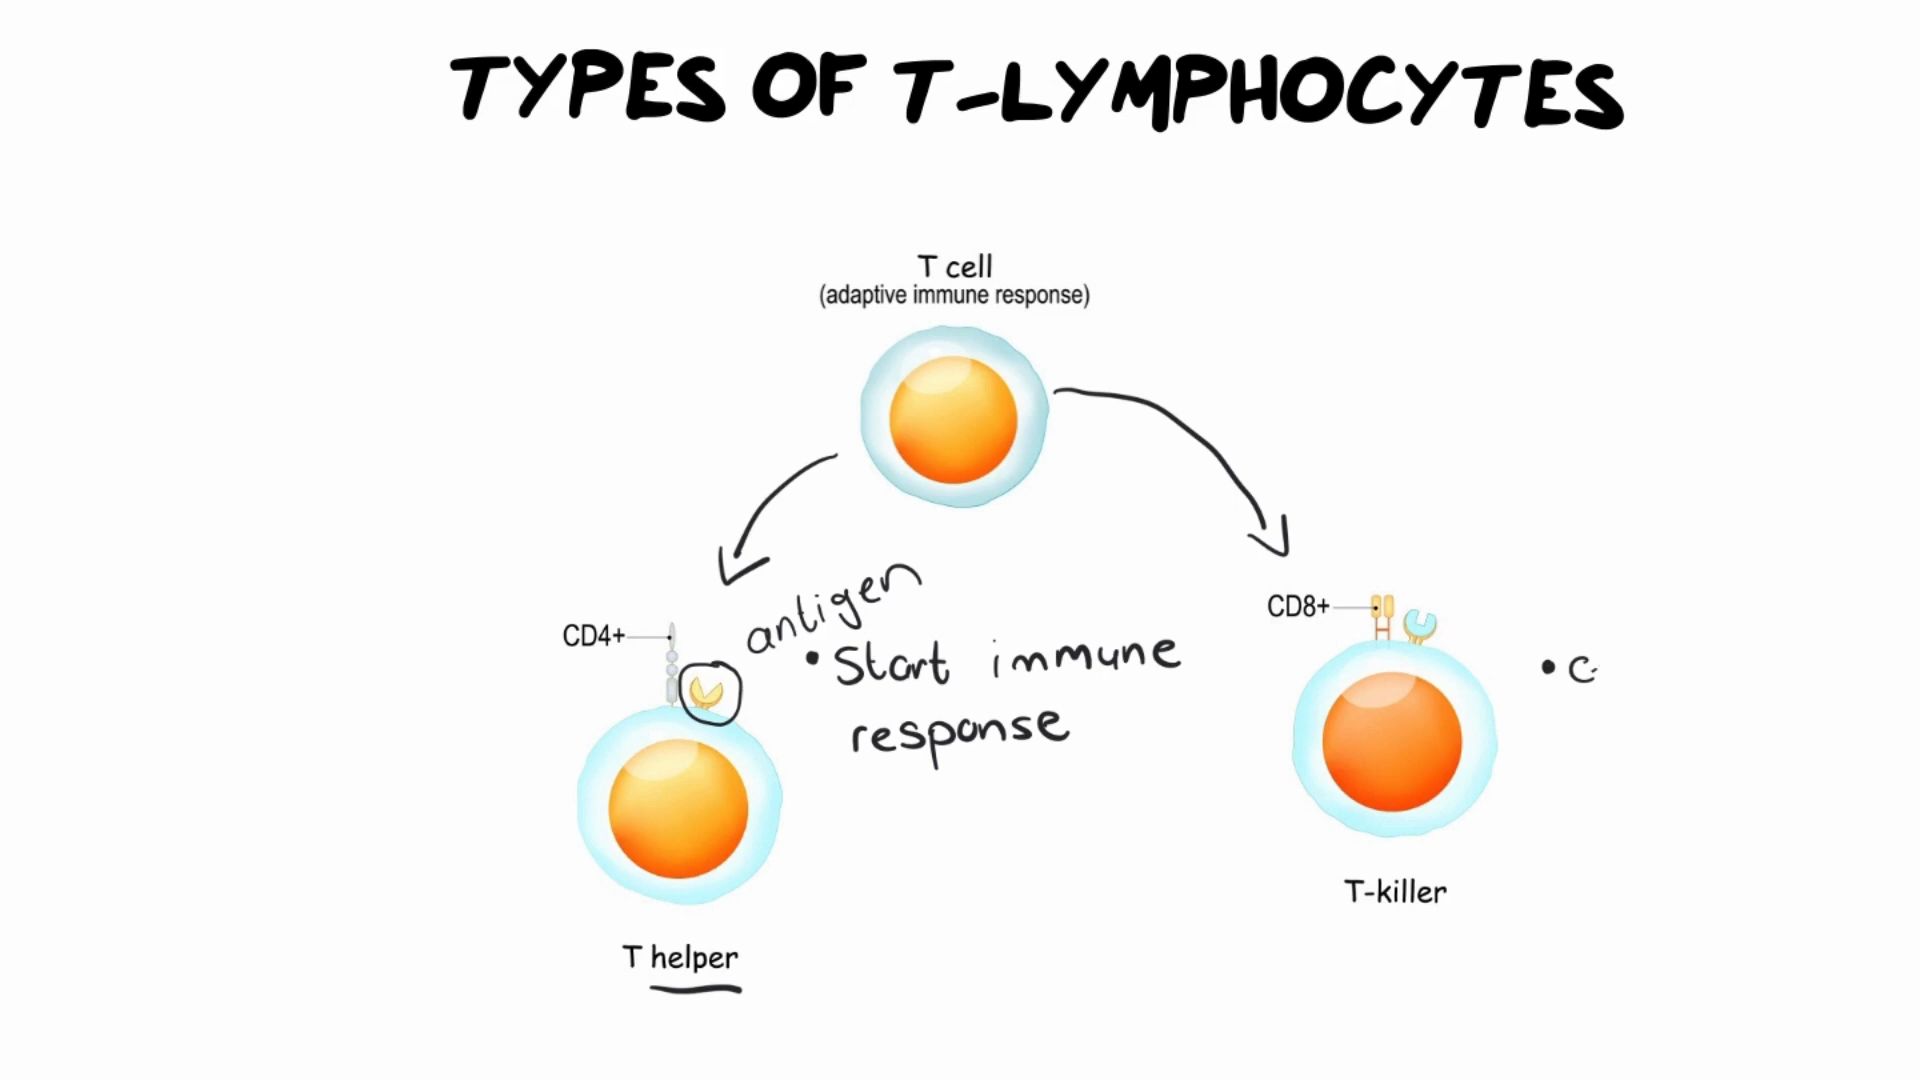 TYPES OF T-LYMPHOCYTES
T cell
(adaptive immune response)
antigen
CD4+
• Start immune
response
CD8+
• C
T-killer
T helper